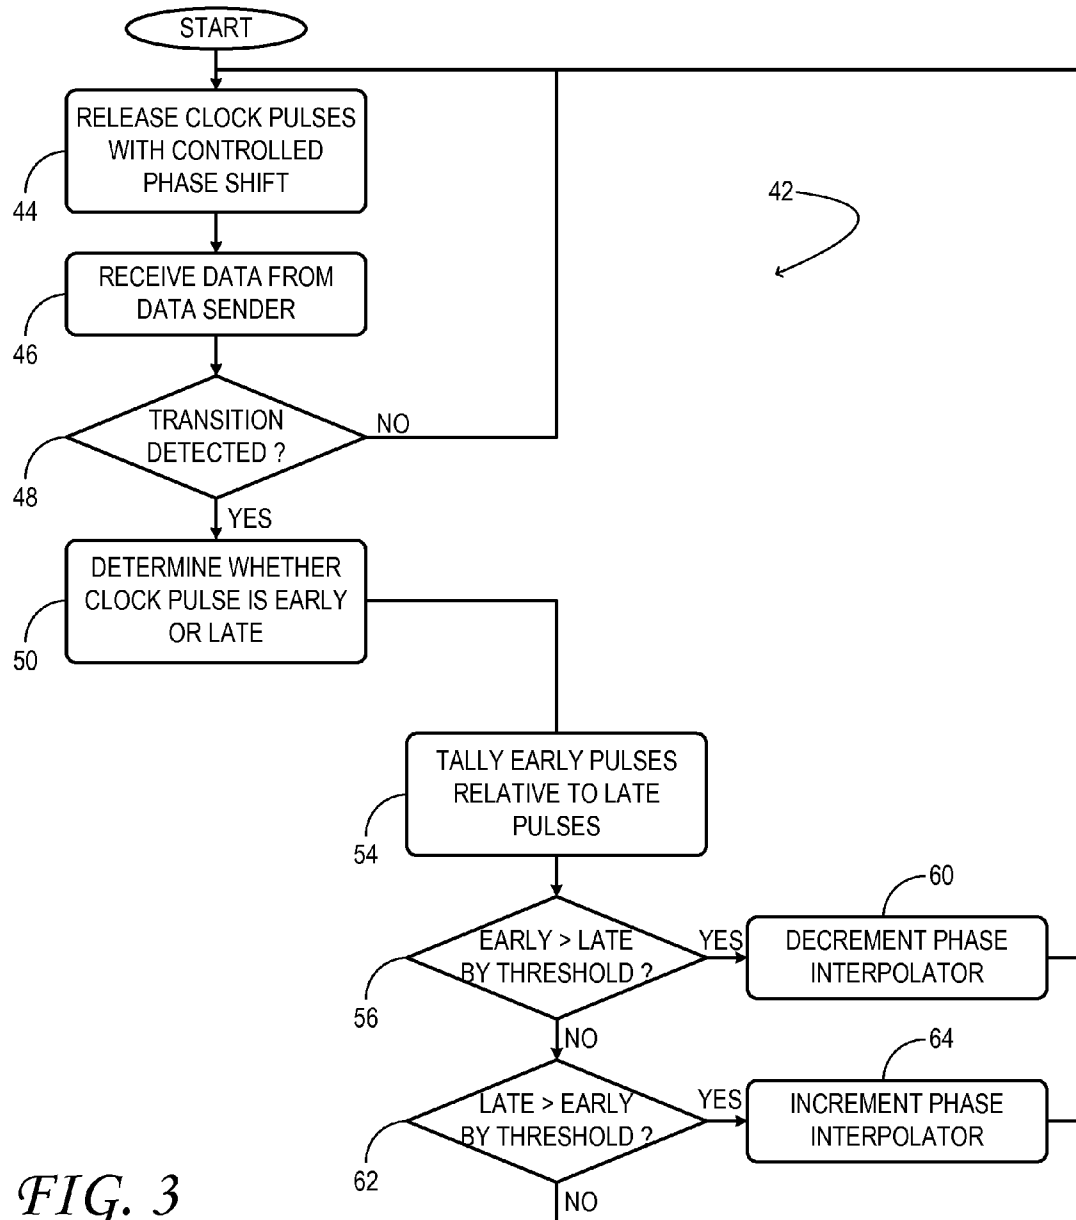 START
RELEASE CLOCK PULSES
WITH CONTROLLED
PHASE SHIFT
44
42
RECEIVE DATA FROM
DATA SENDER
46
TRANSITION
DETECTED ?
NO
48
YES
DETERMINE WHETHER
CLOCK PULSE IS EARLY
OR LATE
50
TALLY EARLY PULSES
RELATIVE TO LATE
PULSES
54
EARLY > LATE
BY THRESHOLD ?
YES
56
60
DECREMENT PHASE
INTERPOLATOR
NO
LATE > EARLY
BY THRESHOLD ?
YES
62
64
INCREMENT PHASE
INTERPOLATOR
NO
FIG. 3